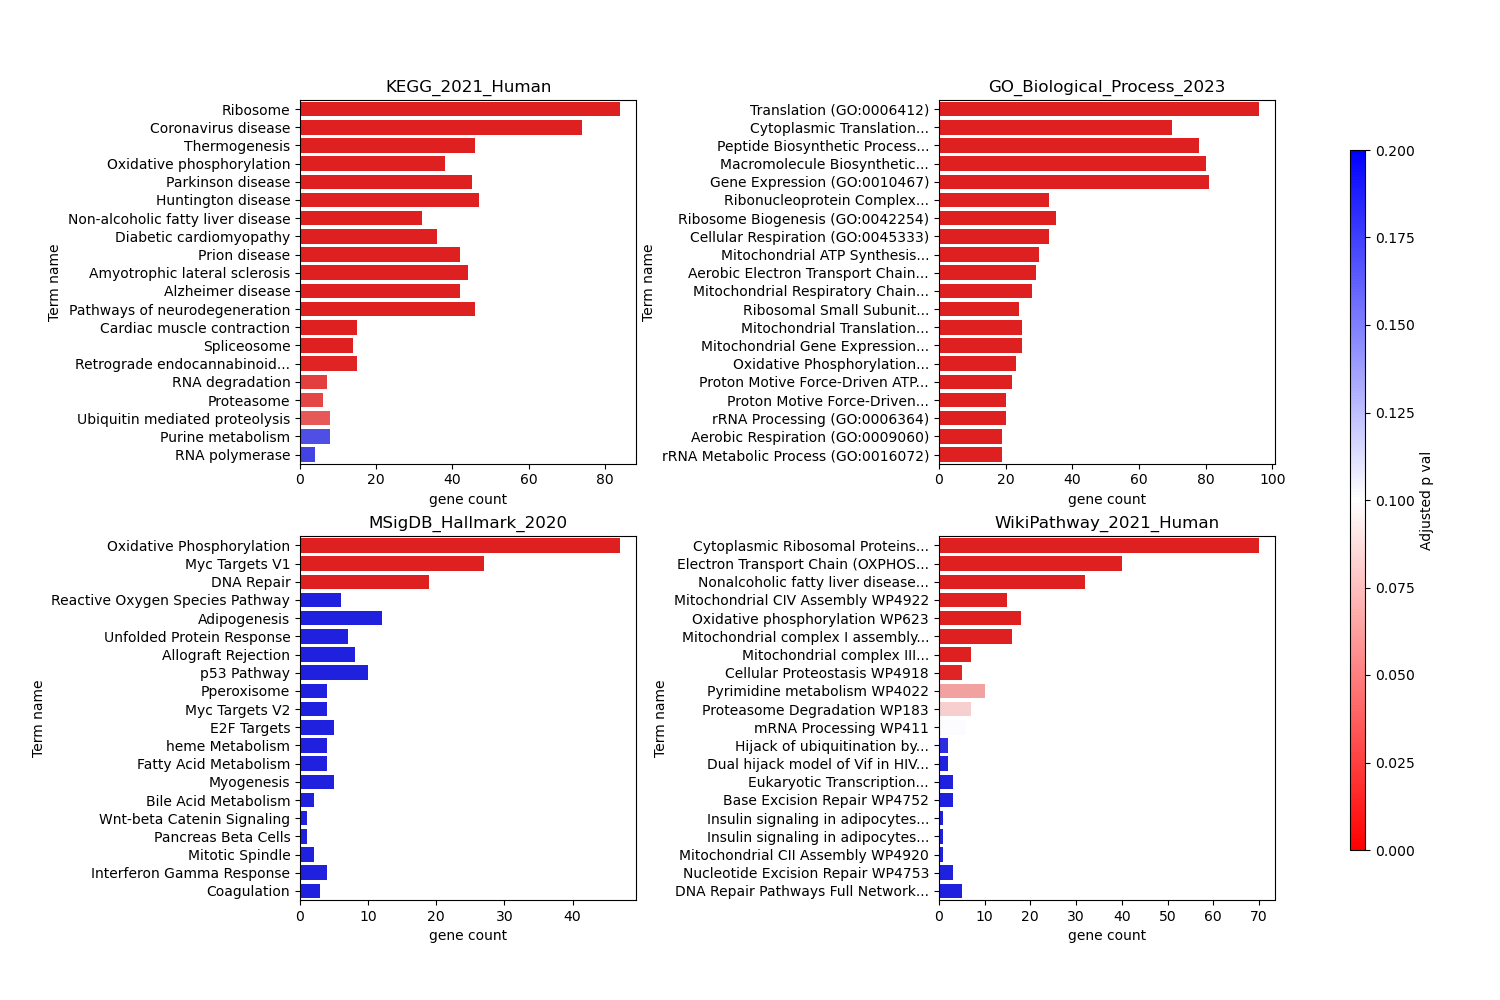 KEGG_2021_Human
Term name
Ribosome
Coronavirus disease
Thermogenesis
Oxidative phosphorylation
Parkinson disease
Huntington disease
Non-alcoholic fatty liver disease
Diabetic cardiomyopathy
Prion disease
Amyotrophic lateral sclerosis
Alzheimer disease
Pathways of neurodegeneration
Cardiac muscle contraction
Spliceosome
Retrograde endocannabinoid...
RNA degradation
Proteasome
Ubiquitin mediated proteolysis
Purine metabolism
RNA polymerase
0 20 40 60 80
gene count
GO_Biological_Process_2023
Term name
Translation (GO:0006412)
Cytoplasmic Translation...
Peptide Biosynthetic Process...
Macromolecule Biosynthetic...
Gene Expression (GO:0010467)
Ribonucleoprotein Complex...
Ribosome Biogenesis (GO:0042254)
Cellular Respiration (GO:0045333)
Mitochondrial ATP Synthesis...
Aerobic Electron Transport Chain...
Mitochondrial Respiratory Chain...
Ribosomal Small Subunit...
Mitochondrial Translation...
Mitochondrial Gene Expression...
Oxidative Phosphorylation...
Proton Motive Force-Driven ATP...
Proton Motive Force-Driven...
rRNA Processing (GO:0006364)
Aerobic Respiration (GO:0009060)
rRNA Metabolic Process (GO:0016072)
0 20 40 60 80 100
gene count
MSigDB_Hallmark_2020
Term name
Oxidative Phosphorylation
Myc Targets V1
DNA Repair
Reactive Oxygen Species Pathway
Adipogenesis
Unfolded Protein Response
Allograft Rejection
p53 Pathway
Pperoxisome
Myc Targets V2
E2F Targets
heme Metabolism
Fatty Acid Metabolism
Myogenesis
Bile Acid Metabolism
Wnt-beta Catenin Signaling
Pancreas Beta Cells
Mitotic Spindle
Interferon Gamma Response
Coagulation
0 10 20 30 40
gene count
WikiPathway_2021_Human
Term name
Cytoplasmic Ribosomal Proteins...
Electron Transport Chain (OXPHOS...
Nonalcoholic fatty liver disease...
Mitochondrial CIV Assembly WP4922
Oxidative phosphorylation WP623
Mitochondrial complex I assembly...
Mitochondrial complex III...
Cellular Proteostasis WP4918
Pyrimidine metabolism WP4022
Proteasome Degradation WP183
mRNA Processing WP411
Hijack of ubiquitination by...
Dual hijack model of Vif in HIV...
Eukaryotic Transcription...
Base Excision Repair WP4752
Insulin signaling in adipocytes...
Insulin signaling in adipocytes...
Mitochondrial CII Assembly WP4920
Nucleotide Excision Repair WP4753
DNA Repair Pathways Full Network...
0 10 20 30 40 50 60 70
gene count
0.200
0.175
0.150
0.125
0.100
0.075
0.050
0.025
0.000
Adjusted p val